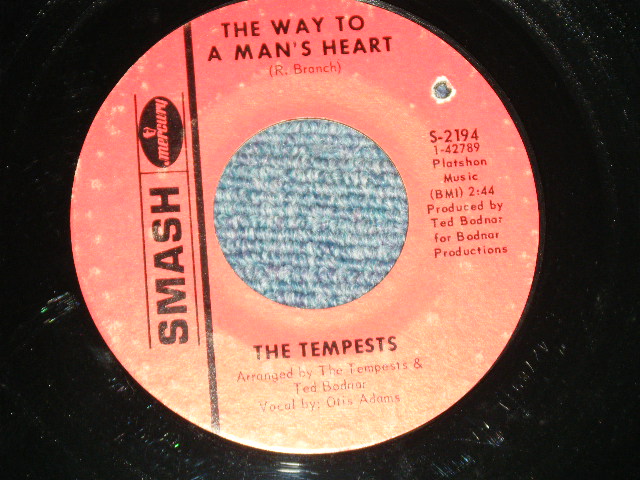 THE WAY TO
A MAN'S HEART
(R. Branch)
mercury
SMASH
S-2194
1-42789
Platshon
Music
(BMI) 2:44
Produced by
Ted Bodnar
for Bodnar
Productions
THE TEMPESTS
Arranged by The Tempests &
Ted Bodnar
Vocal by: Otis Adams